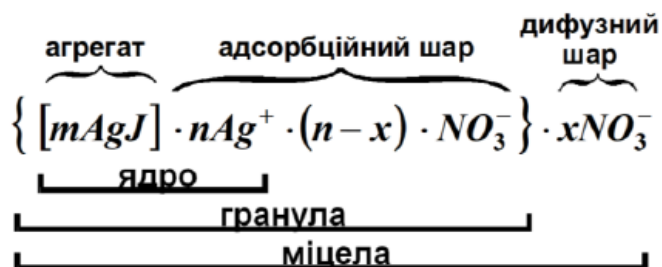 агрегат адсорбційний шар дифузний шар
{ [mAgJ] · nAg⁺ · (n − x) · NO₃⁻ } · xNO₃⁻
ядро
гранула
міцела